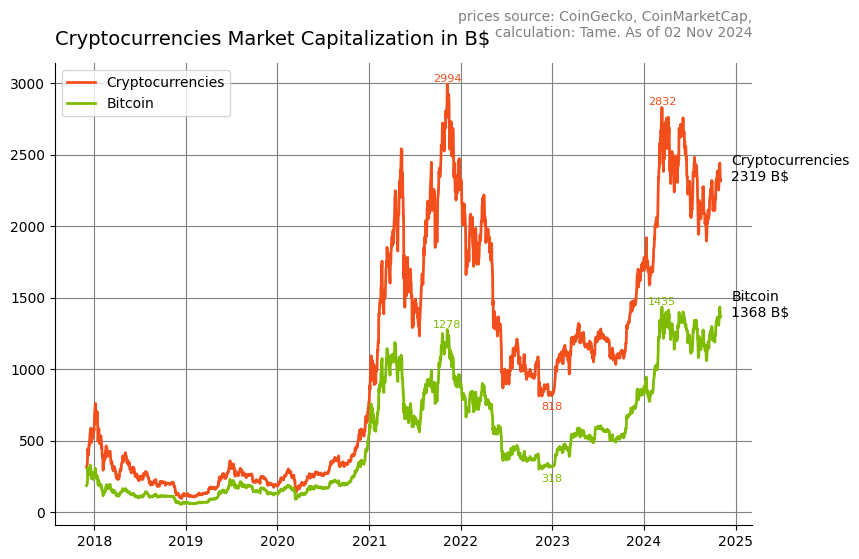 prices source: CoinGecko, CoinMarketCap,
calculation: Tame. As of 02 Nov 2024
Cryptocurrencies Market Capitalization in B$
Cryptocurrencies
Bitcoin
3000
2500
2000
1500
1000
500
0
2994
2832
1278
1435
818
318
Cryptocurrencies
2319 B$
Bitcoin
1368 B$
2018
2019
2020
2021
2022
2023
2024
2025